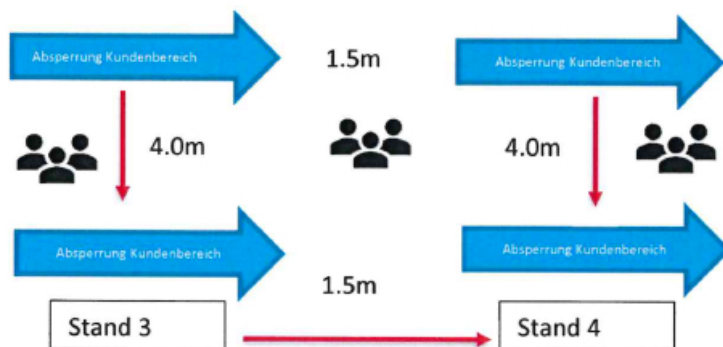 Absperrung Kundenbereich
1.5m
Absperrung Kundenbereich
4.0m
4.0m
Absperrung Kundenbereich
Absperrung Kundenbereich
1.5m
Stand 3
Stand 4